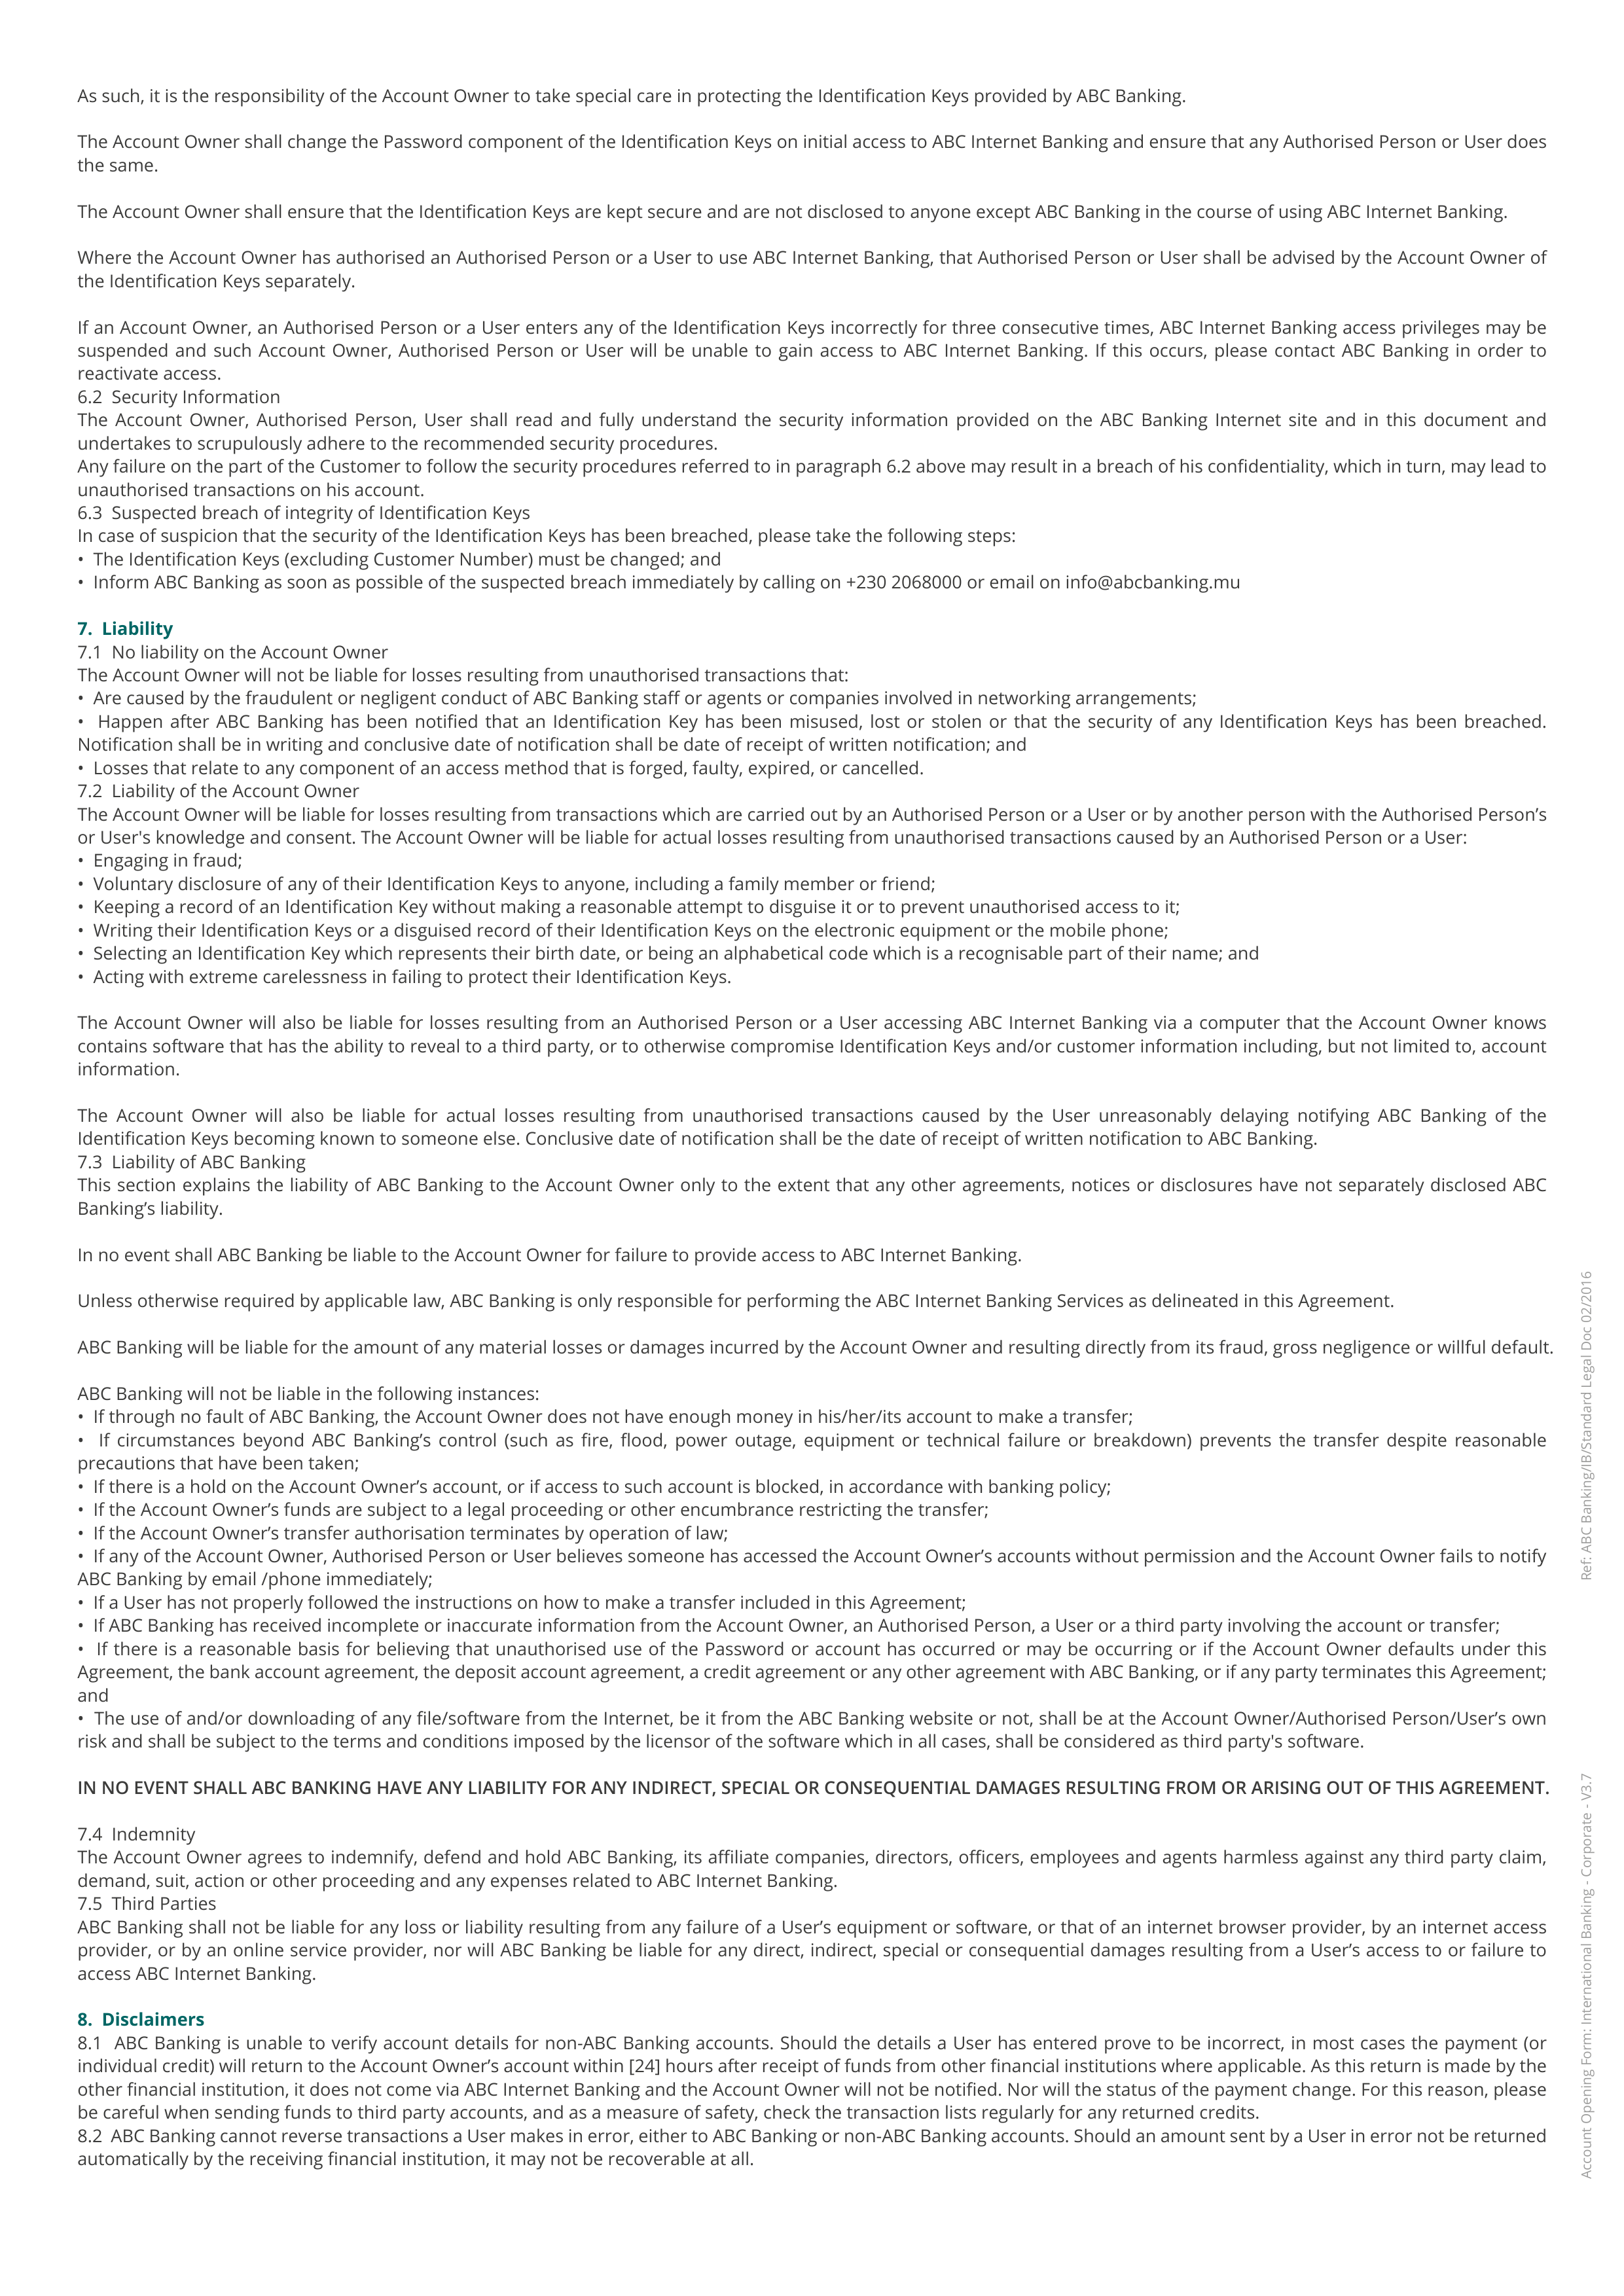 As such, it is the responsibility of the Account Owner to take special care in protecting the Identification Keys provided by ABC Banking.
The Account Owner shall change the Password component of the Identification Keys on initial access to ABC Internet Banking and ensure that any Authorised Person or User does
the same.
The Account Owner shall ensure that the Identification Keys are kept secure and are not disclosed to anyone except ABC Banking in the course of using ABC Internet Banking.
Where the Account Owner has authorised an Authorised Person or a User to use ABC Internet Banking, that Authorised Person or User shall be advised by the Account Owner of
the Identification Keys separately.
If an Account Owner, an Authorised Person or a User enters any of the Identification Keys incorrectly for three consecutive times, ABC Internet Banking access privileges may be
suspended and such Account Owner, Authorised Person or User will be unable to gain access to ABC Internet Banking. If this occurs, please contact ABC Banking in order to
reactivate access.
6.2 Security Information
The Account Owner, Authorised Person, User shall read and fully understand the security information provided on the ABC Banking Internet site and in this document and
undertakes to scrupulously adhere to the recommended security procedures.
Any failure on the part of the Customer to follow the security procedures referred to in paragraph 6.2 above may result in a breach of his confidentiality, which in turn, may lead to
unauthorised transactions on his account.
6.3 Suspected breach of integrity of Identification Keys
In case of suspicion that the security of the Identification Keys has been breached, please take the following steps:
• The Identification Keys (excluding Customer Number) must be changed; and
• Inform ABC Banking as soon as possible of the suspected breach immediately by calling on +230 2068000 or email on info@abcbanking.mu
7. Liability
7.1 No liability on the Account Owner
The Account Owner will not be liable for losses resulting from unauthorised transactions that:
• Are caused by the fraudulent or negligent conduct of ABC Banking staff or agents or companies involved in networking arrangements;
• Happen after ABC Banking has been notified that an Identification Key has been misused, lost or stolen or that the security of any Identification Keys has been breached.
Notification shall be in writing and conclusive date of notification shall be date of receipt of written notification; and
• Losses that relate to any component of an access method that is forged, faulty, expired, or cancelled.
7.2 Liability of the Account Owner
The Account Owner will be liable for losses resulting from transactions which are carried out by an Authorised Person or a User or by another person with the Authorised Person’s
or User's knowledge and consent. The Account Owner will be liable for actual losses resulting from unauthorised transactions caused by an Authorised Person or a User:
• Engaging in fraud;
• Voluntary disclosure of any of their Identification Keys to anyone, including a family member or friend;
• Keeping a record of an Identification Key without making a reasonable attempt to disguise it or to prevent unauthorised access to it;
• Writing their Identification Keys or a disguised record of their Identification Keys on the electronic equipment or the mobile phone;
• Selecting an Identification Key which represents their birth date, or being an alphabetical code which is a recognisable part of their name; and
• Acting with extreme carelessness in failing to protect their Identification Keys.
The Account Owner will also be liable for losses resulting from an Authorised Person or a User accessing ABC Internet Banking via a computer that the Account Owner knows
contains software that has the ability to reveal to a third party, or to otherwise compromise Identification Keys and/or customer information including, but not limited to, account
information.
The Account Owner will also be liable for actual losses resulting from unauthorised transactions caused by the User unreasonably delaying notifying ABC Banking of the
Identification Keys becoming known to someone else. Conclusive date of notification shall be the date of receipt of written notification to ABC Banking.
7.3 Liability of ABC Banking
This section explains the liability of ABC Banking to the Account Owner only to the extent that any other agreements, notices or disclosures have not separately disclosed ABC
Banking’s liability.
In no event shall ABC Banking be liable to the Account Owner for failure to provide access to ABC Internet Banking.
Unless otherwise required by applicable law, ABC Banking is only responsible for performing the ABC Internet Banking Services as delineated in this Agreement.
ABC Banking will be liable for the amount of any material losses or damages incurred by the Account Owner and resulting directly from its fraud, gross negligence or willful default.
ABC Banking will not be liable in the following instances:
• If through no fault of ABC Banking, the Account Owner does not have enough money in his/her/its account to make a transfer;
• If circumstances beyond ABC Banking’s control (such as fire, flood, power outage, equipment or technical failure or breakdown) prevents the transfer despite reasonable
precautions that have been taken;
• If there is a hold on the Account Owner’s account, or if access to such account is blocked, in accordance with banking policy;
• If the Account Owner’s funds are subject to a legal proceeding or other encumbrance restricting the transfer;
• If the Account Owner’s transfer authorisation terminates by operation of law;
• If any of the Account Owner, Authorised Person or User believes someone has accessed the Account Owner’s accounts without permission and the Account Owner fails to notify
ABC Banking by email /phone immediately;
• If a User has not properly followed the instructions on how to make a transfer included in this Agreement;
• If ABC Banking has received incomplete or inaccurate information from the Account Owner, an Authorised Person, a User or a third party involving the account or transfer;
• If there is a reasonable basis for believing that unauthorised use of the Password or account has occurred or may be occurring or if the Account Owner defaults under this
Agreement, the bank account agreement, the deposit account agreement, a credit agreement or any other agreement with ABC Banking, or if any party terminates this Agreement;
and
• The use of and/or downloading of any file/software from the Internet, be it from the ABC Banking website or not, shall be at the Account Owner/Authorised Person/User’s own
risk and shall be subject to the terms and conditions imposed by the licensor of the software which in all cases, shall be considered as third party's software.
IN NO EVENT SHALL ABC BANKING HAVE ANY LIABILITY FOR ANY INDIRECT, SPECIAL OR CONSEQUENTIAL DAMAGES RESULTING FROM OR ARISING OUT OF THIS AGREEMENT.
7.4 Indemnity
The Account Owner agrees to indemnify, defend and hold ABC Banking, its affiliate companies, directors, officers, employees and agents harmless against any third party claim,
demand, suit, action or other proceeding and any expenses related to ABC Internet Banking.
7.5 Third Parties
ABC Banking shall not be liable for any loss or liability resulting from any failure of a User’s equipment or software, or that of an internet browser provider, by an internet access
provider, or by an online service provider, nor will ABC Banking be liable for any direct, indirect, special or consequential damages resulting from a User’s access to or failure to
access ABC Internet Banking.
8. Disclaimers
8.1 ABC Banking is unable to verify account details for non-ABC Banking accounts. Should the details a User has entered prove to be incorrect, in most cases the payment (or
individual credit) will return to the Account Owner’s account within [24] hours after receipt of funds from other financial institutions where applicable. As this return is made by the
other financial institution, it does not come via ABC Internet Banking and the Account Owner will not be notified. Nor will the status of the payment change. For this reason, please
be careful when sending funds to third party accounts, and as a measure of safety, check the transaction lists regularly for any returned credits.
8.2 ABC Banking cannot reverse transactions a User makes in error, either to ABC Banking or non-ABC Banking accounts. Should an amount sent by a User in error not be returned
automatically by the receiving financial institution, it may not be recoverable at all.
Ref: ABC Banking/IB/Standard Legal Doc 02/2016
Account Opening Form: International Banking - Corporate - V3.7